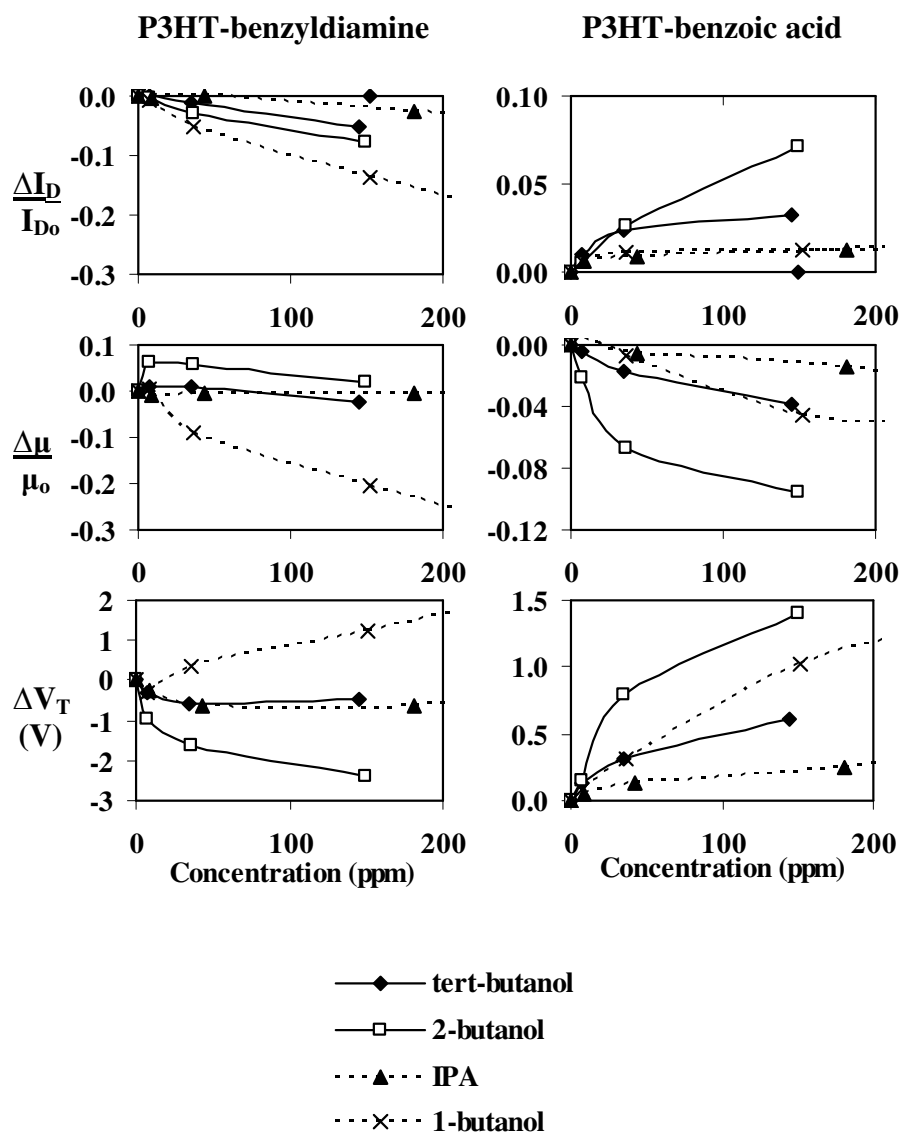 P3HT-benzyldiamine P3HT-benzoic acid
0.0
-0.1
-0.2
-0.3
ΔI_D
I_Do
0 100 200
0.10
0.05
0.00
0 100 200
0.1
0.0
-0.1
-0.2
-0.3
Δμ
μ_o
0 100 200
0.00
-0.04
-0.08
-0.12
0 100 200
2
1
0
-1
-2
-3
ΔV_T
(V)
0 100 200
1.5
1.0
0.5
0.0
0 100 200
Concentration (ppm) Concentration (ppm)
tert-butanol
2-butanol
IPA
1-butanol